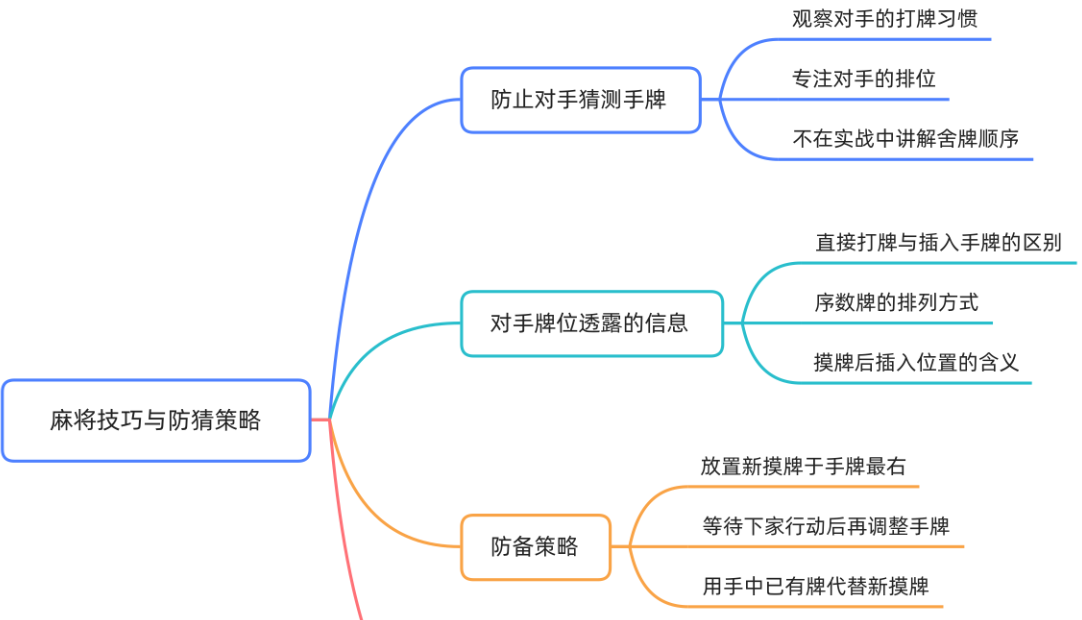 麻将技巧与防猜策略
防止对手猜测手牌
观察对手的打牌习惯
专注对手的排位
不在实战中讲解舍牌顺序
对手牌位透露的信息
直接打牌与插入手牌的区别
序数牌的排列方式
摸牌后插入位置的含义
防备策略
放置新摸牌于手牌最右
等待下家行动后再调整手牌
用手中已有牌代替新摸牌